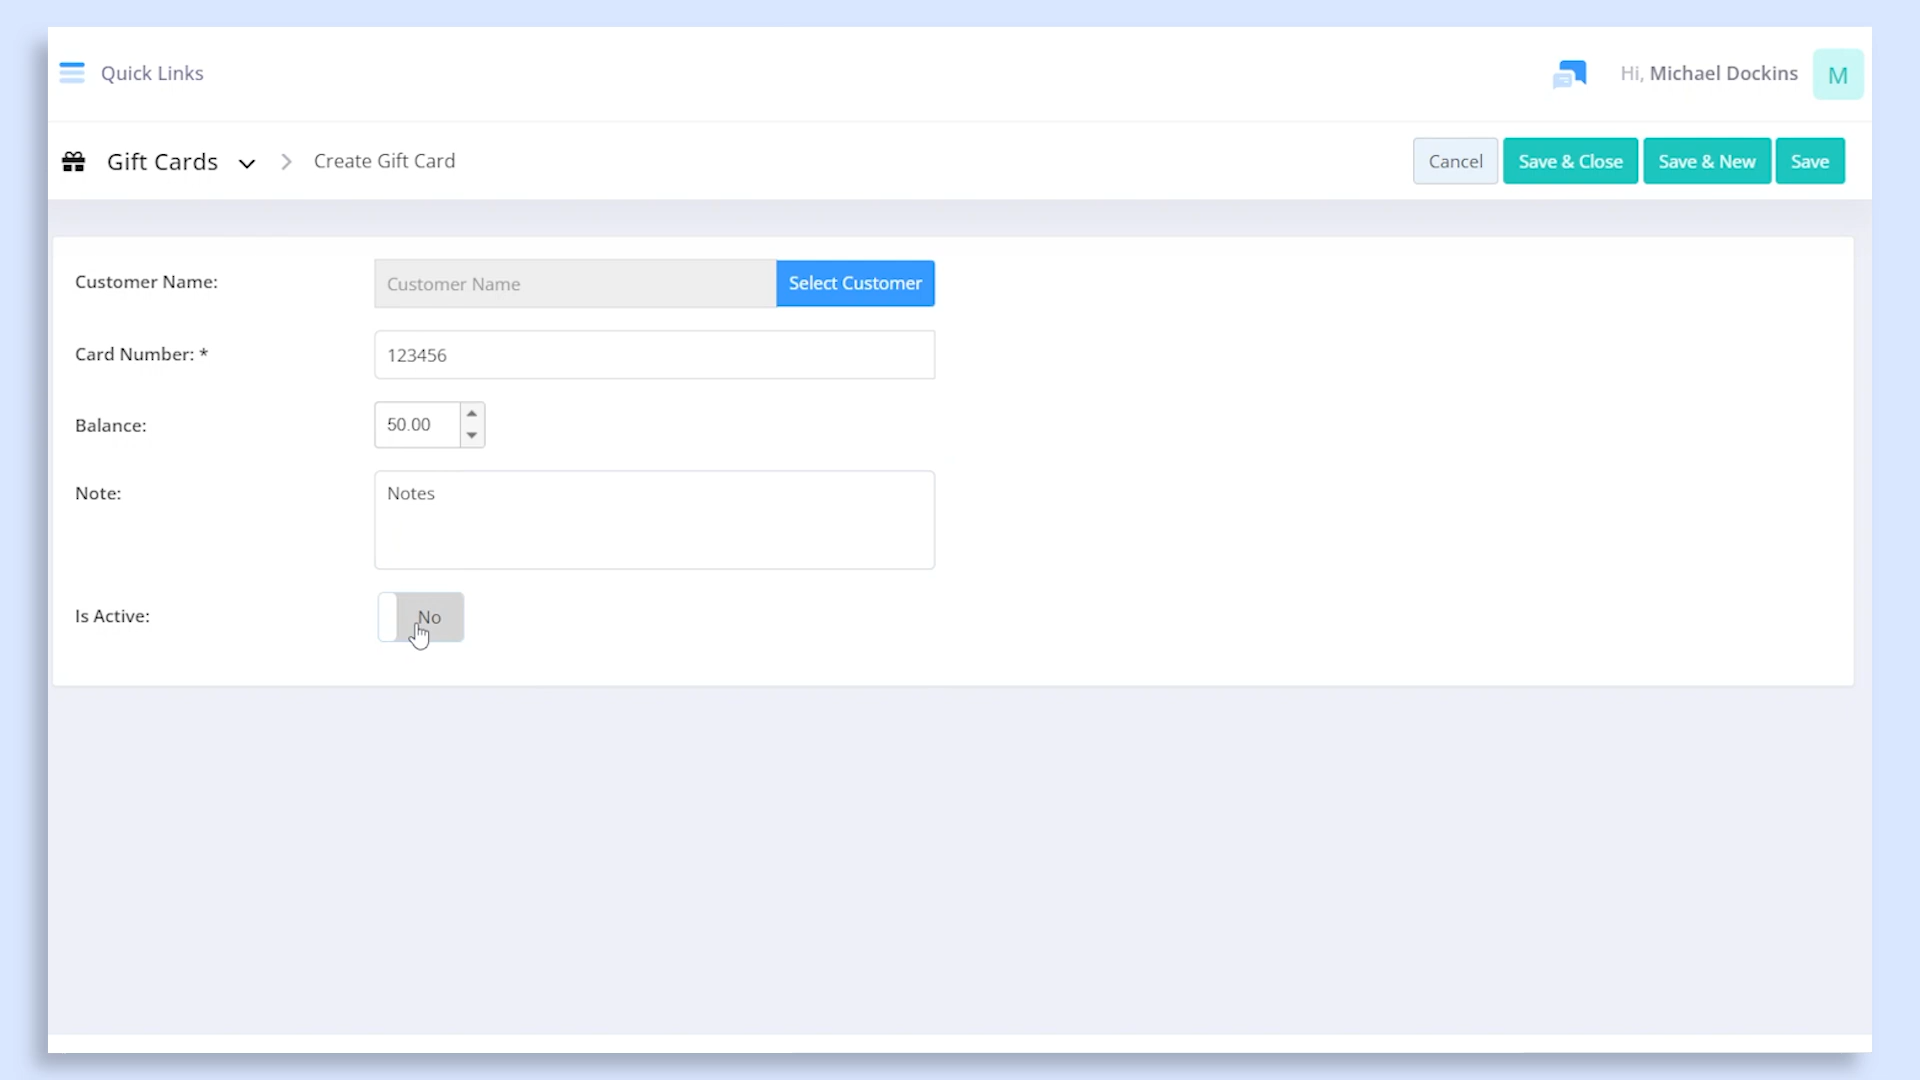 Quick Links
Hi, Michael Dockins M
Gift Cards Create Gift Card Cancel Save & Close Save & New Save
Customer Name: Customer Name Select Customer
Card Number: * 123456
Balance: 50.00
Note: Notes
Is Active: No